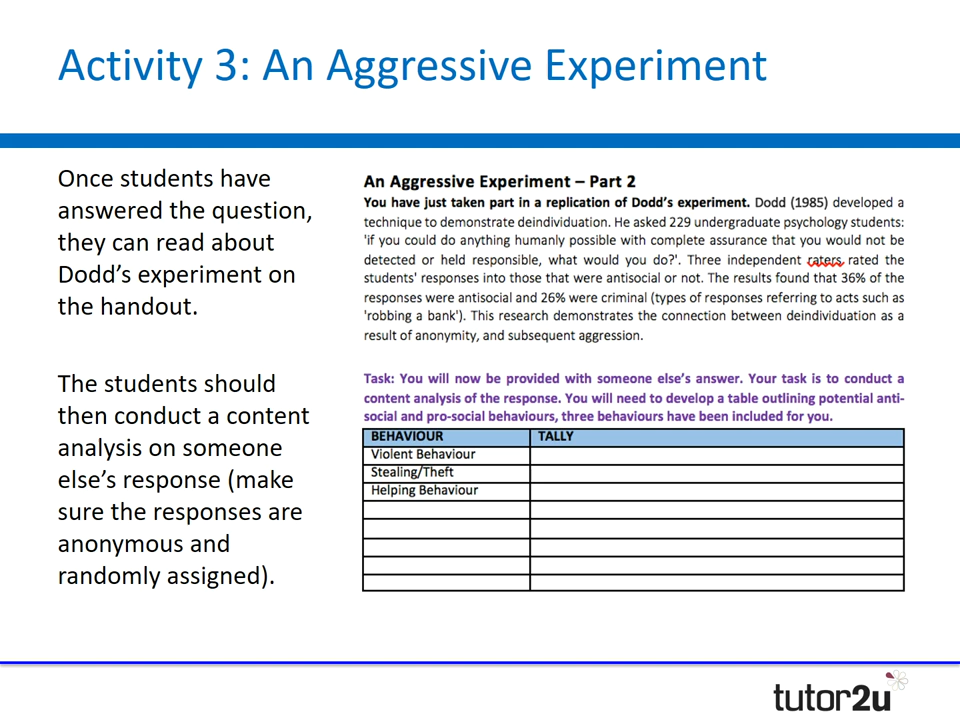 Activity 3: An Aggressive Experiment
Once students have
answered the question,
they can read about
Dodd's experiment on
the handout.
The students should
then conduct a content
analysis on someone
else's response (make
sure the responses are
anonymous and
randomly assigned).
An Aggressive Experiment – Part 2
You have just taken part in a replication of Dodd's experiment. Dodd (1985) developed a
technique to demonstrate deindividuation. He asked 229 undergraduate psychology students:
'if you could do anything humanly possible with complete assurance that you would not be
detected or held responsible, what would you do?'. Three independent raters rated the
students' responses into those that were antisocial or not. The results found that 36% of the
responses were antisocial and 26% were criminal (types of responses referring to acts such as
'robbing a bank'). This research demonstrates the connection between deindividuation as a
result of anonymity, and subsequent aggression.
Task: You will now be provided with someone else's answer. Your task is to conduct a
content analysis of the response. You will need to develop a table outlining potential anti-
social and pro-social behaviours, three behaviours have been included for you.
BEHAVIOUR TALLY
Violent Behaviour
Stealing/Theft
Helping Behaviour
tutor2u